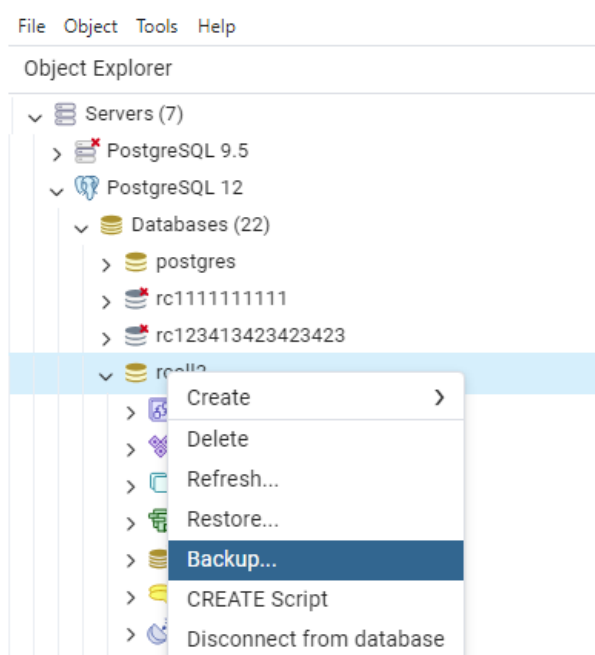 File Object Tools Help
Object Explorer
Servers (7)
PostgreSQL 9.5
PostgreSQL 12
Databases (22)
postgres
rc1111111111
rc123413423423423
Create
Delete
Refresh...
Restore...
Backup...
CREATE Script
Disconnect from database